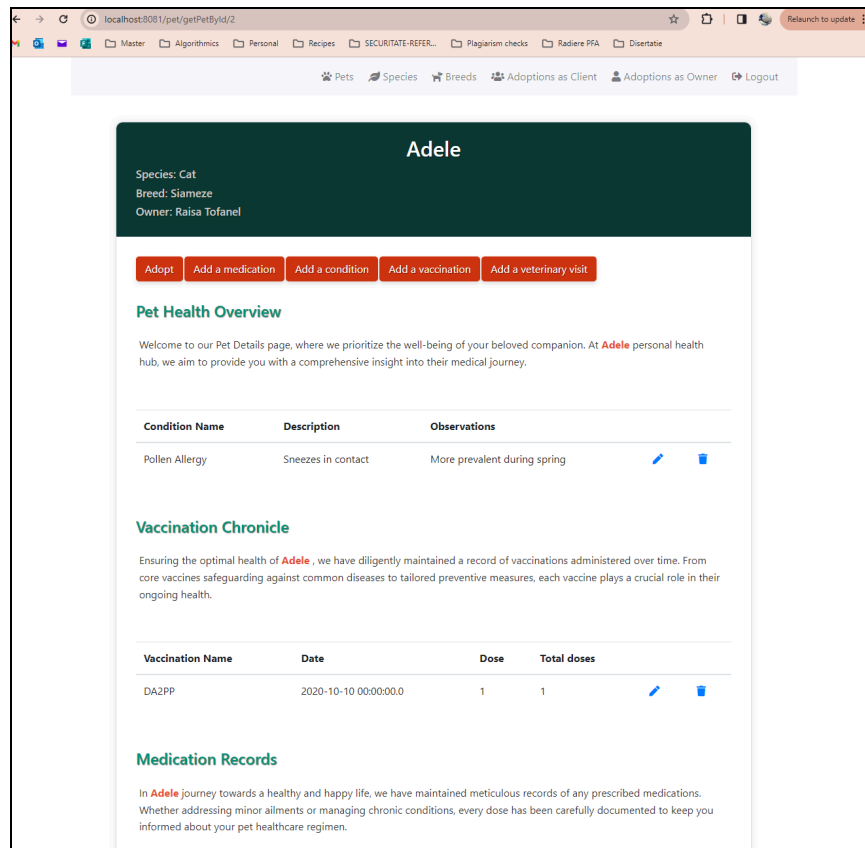 localhost:8081/pet/getPetById/2
Relaunch to update
Master Algorithmics Personal Recipes SECURITATE-REFER... Plagiarism checks Radiere PFA Disertatie
Pets Species Breeds Adoptions as Client Adoptions as Owner Logout
Adele
Species: Cat
Breed: Siameze
Owner: Raisa Tofanel
Adopt Add a medication Add a condition Add a vaccination Add a veterinary visit
Pet Health Overview
Welcome to our Pet Details page, where we prioritize the well-being of your beloved companion. At Adele personal health
hub, we aim to provide you with a comprehensive insight into their medical journey.
Condition Name Description Observations
Pollen Allergy Sneezes in contact More prevalent during spring
Vaccination Chronicle
Ensuring the optimal health of Adele , we have diligently maintained a record of vaccinations administered over time. From
core vaccines safeguarding against common diseases to tailored preventive measures, each vaccine plays a crucial role in their
ongoing health.
Vaccination Name Date Dose Total doses
DA2PP 2020-10-10 00:00:00.0 1 1
Medication Records
In Adele journey towards a healthy and happy life, we have maintained meticulous records of any prescribed medications.
Whether addressing minor ailments or managing chronic conditions, every dose has been carefully documented to keep you
informed about your pet healthcare regimen.